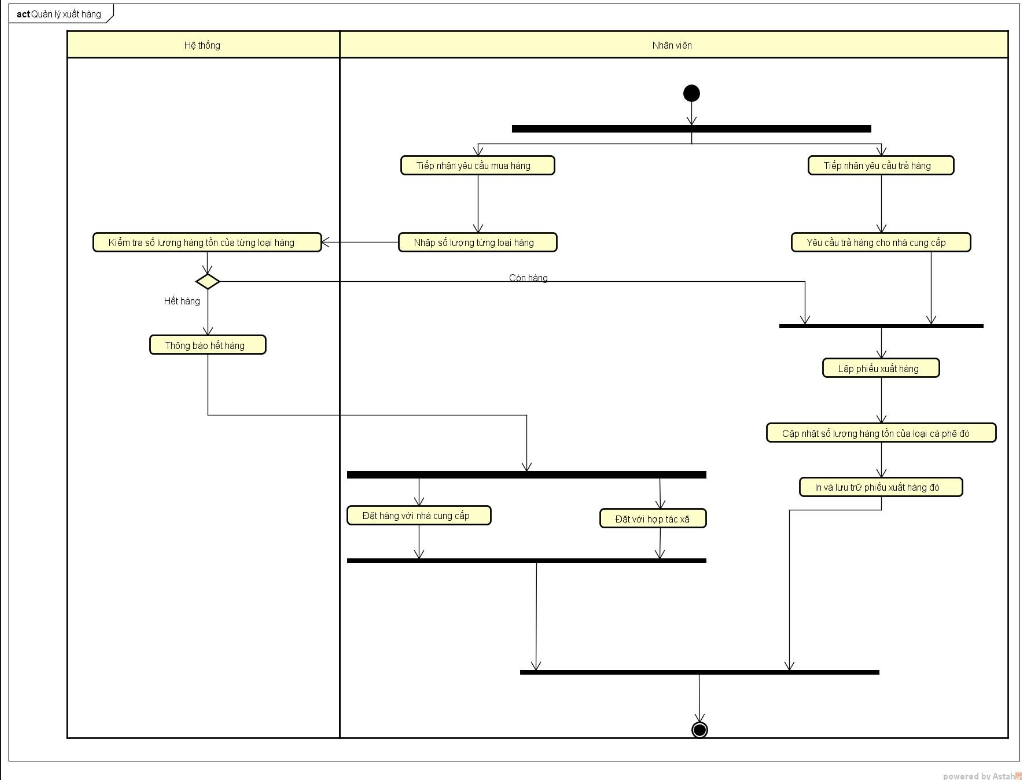 act Quản lý xuất hàng
Hệ thống
Nhân viên
Tiếp nhận yêu cầu mua hàng
Tiếp nhận yêu cầu trả hàng
Kiểm tra số lượng hàng tồn của từng loại hàng
Nhập số lượng từng loại hàng
Yêu cầu trả hàng cho nhà cung cấp
Còn hàng
Hết hàng
Thông báo hết hàng
Lập phiếu xuất hàng
Cập nhật số lượng hàng tồn của loại cà phê đó
In và lưu trữ phiếu xuất hàng đó
Đặt hàng với nhà cung cấp
Đặt với hợp tác xã
powered by Astah